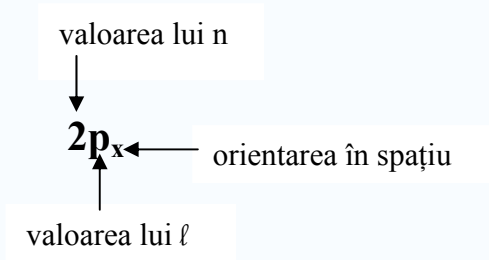 valoarea lui n
2pₓ
orientarea în spațiu
valoarea lui ℓ